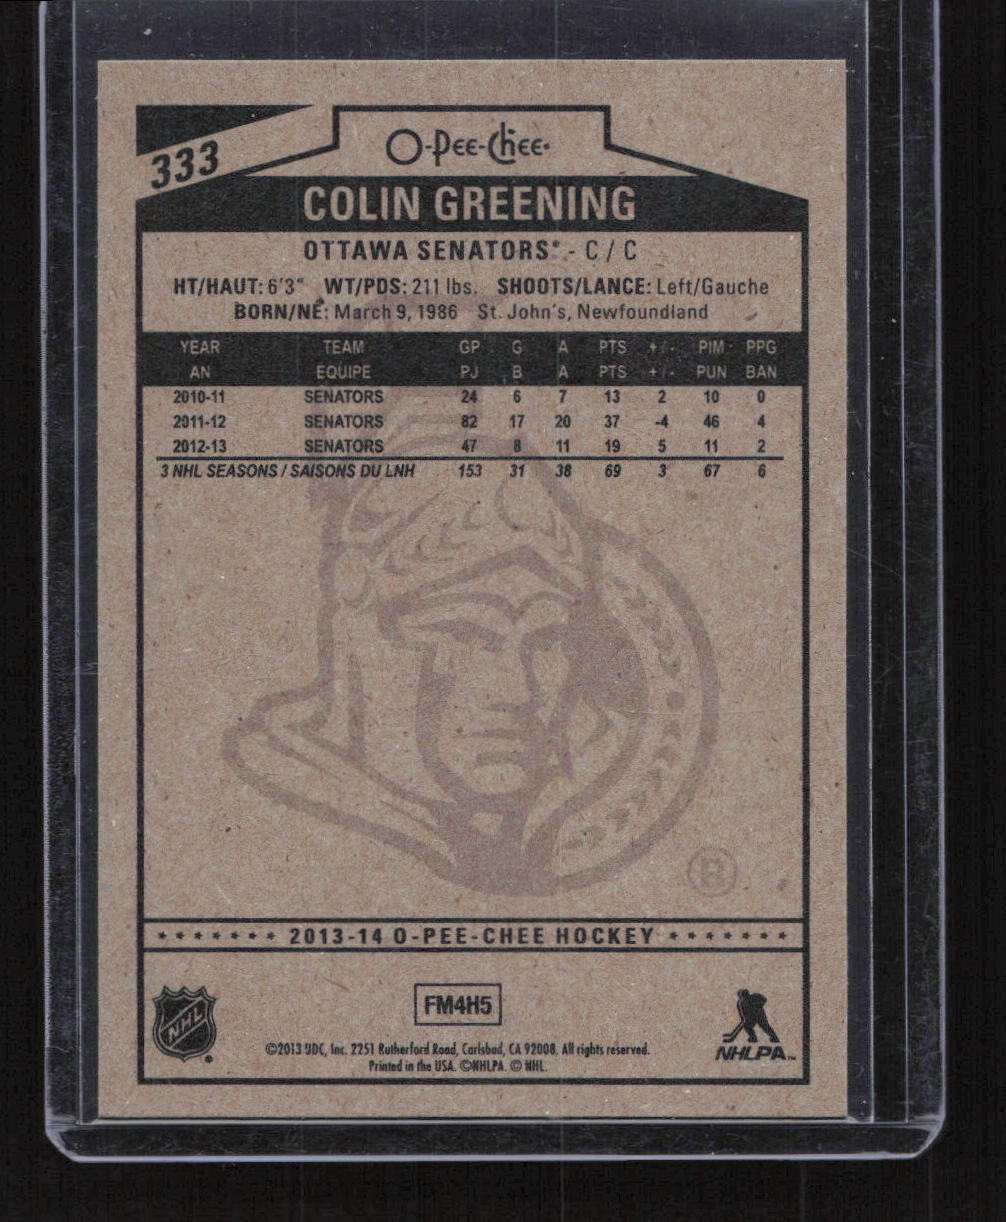 333
O-Pee-Chee
COLIN GREENING
OTTAWA SENATORS® - C / C
HT/HAUT: 6'3" WT/PDS: 211 lbs. SHOOTS/LANCE: Left/Gauche
BORN/NÉ: March 9, 1986 St. John's, Newfoundland
YEAR TEAM GP G A PTS +/- PIM PPG
AN EQUIPE PJ B A PTS +/- PUN BAN
2010-11 SENATORS 24 6 7 13 2 10 0
2011-12 SENATORS 82 17 20 37 -4 46 4
2012-13 SENATORS 47 8 11 19 5 11 2
3 NHL SEASONS / SAISONS DU LNH 153 31 38 69 3 67 6
®
2013-14 O-PEE-CHEE HOCKEY
FM4H5
NHL
©2013 UDC, Inc. 2251 Rutherford Road, Carlsbad, CA 92008. All rights reserved.
Printed in the USA. ©NHLPA. © NHL.
NHLPA™